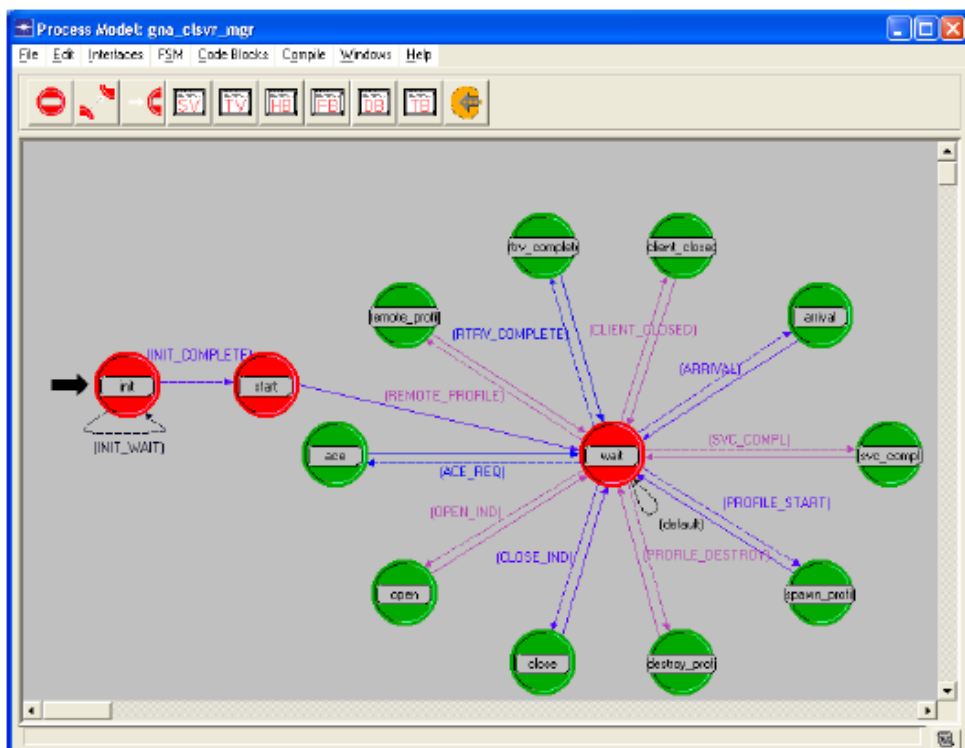 Process Model: gna_clsvr_mgr
File Edit Interfaces FSM Code Blocks Compile Windows Help
SV TV HB FB DB TB
rtrv_complete client_closed
remote_profi arrival
(RTRV_COMPLETE) (CLIENT_CLOSED)
(INIT_COMPLETE)
(ARRIVAL)
init start
(REMOTE_PROFILE)
(SVC_COMPL)
(INIT_WAIT)
ace wait svc_compl
(ACE_REQ)
(PROFILE_START)
(OPEN_IND)
(default)
(CLOSE_IND) (PROFILE_DESTROY)
open spawn_profi
close destroy_profi